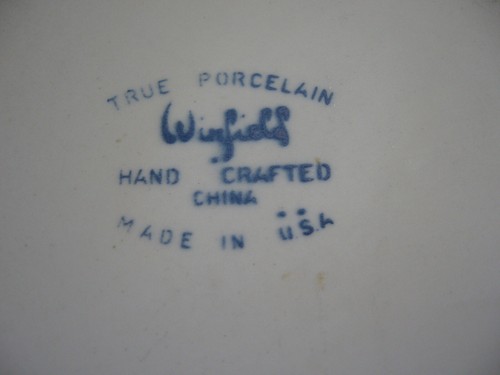 TRUE PORCELAIN
Winfield
HAND CRAFTED
CHINA
MADE IN U.S.A